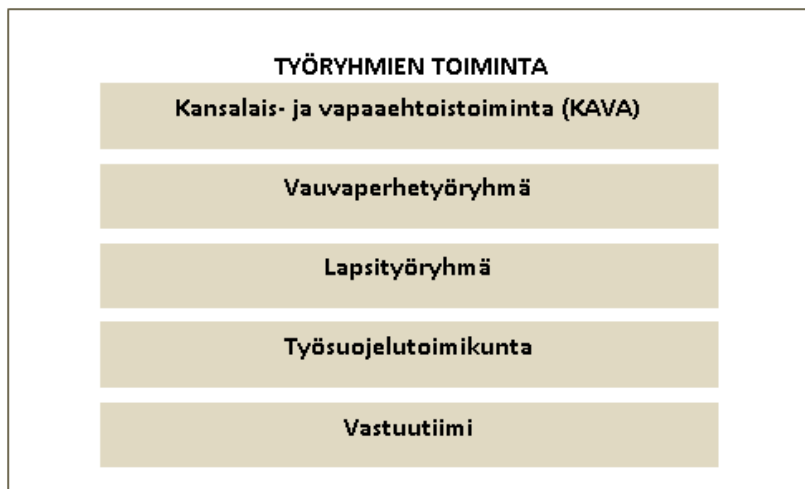 TYÖRYHMIEN TOIMINTA
Kansalais- ja vapaaehtoistoiminta (KAVA)
Vauvaperhetyöryhmä
Lapsityöryhmä
Työsuojelutoimikunta
Vastuutiimi